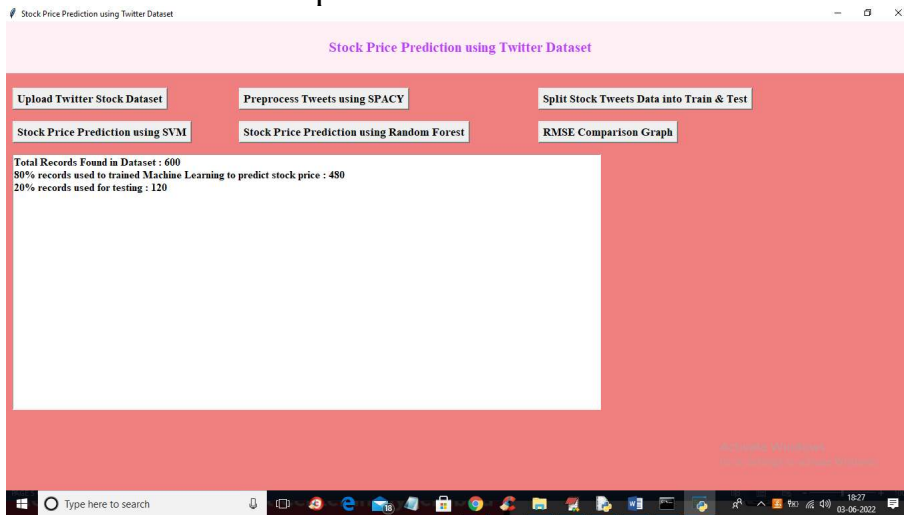 Stock Price Prediction using Twitter Dataset
Stock Price Prediction using Twitter Dataset
Upload Twitter Stock Dataset
Preprocess Tweets using SPACY
Split Stock Tweets Data into Train & Test
Stock Price Prediction using SVM
Stock Price Prediction using Random Forest
RMSE Comparison Graph
Total Records Found in Dataset : 600
80% records used to trained Machine Learning to predict stock price : 480
20% records used for testing : 120
Type here to search
18
18:27
03-06-2022